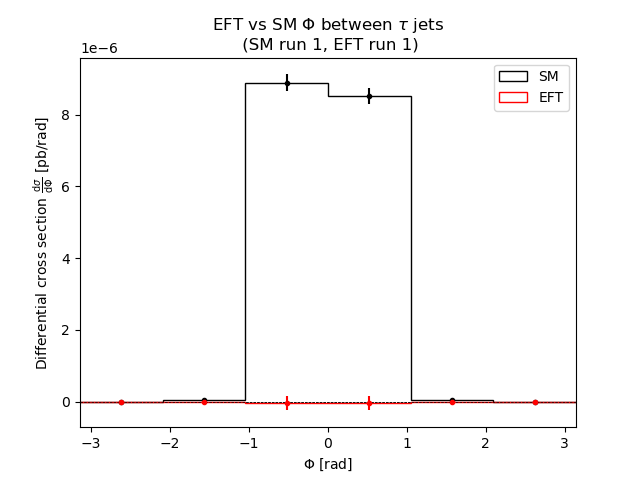 EFT vs SM Φ between τ jets
(SM run 1, EFT run 1)
1e−6
SM
EFT
8
6
4
2
0
Differential cross section dσ/dΦ [pb/rad]
−3 −2 −1 0 1 2 3
Φ [rad]